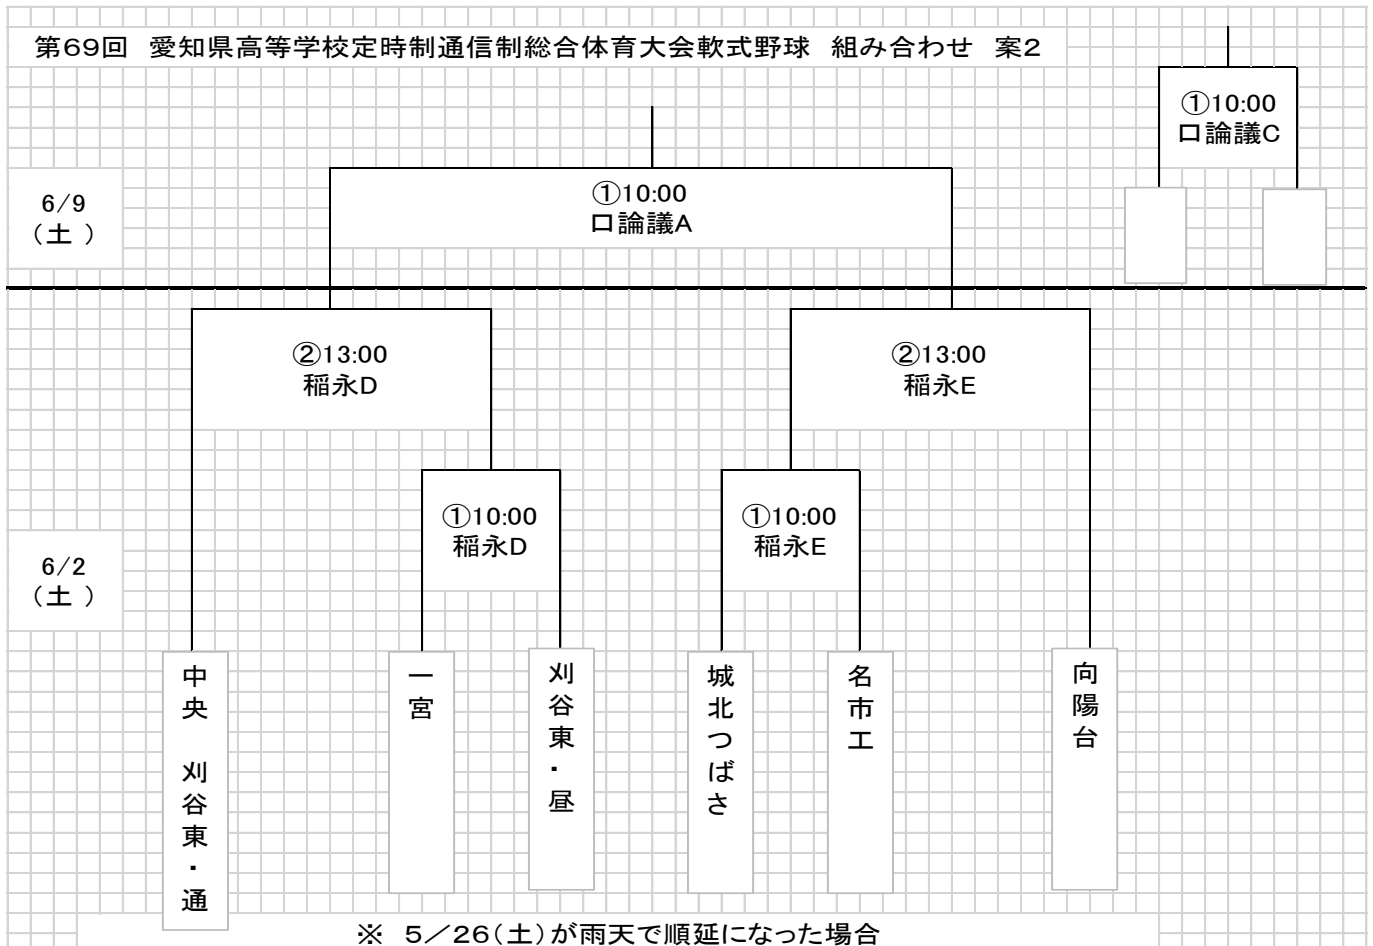 第69回 愛知県高等学校定時制通信制総合体育大会軟式野球 組み合わせ 案2
①10:00
口論議C
6/9
(土)
①10:00
口論議A
②13:00
稲永D
②13:00
稲永E
①10:00
稲永D
①10:00
稲永E
6/2
(土)
中央 刈谷東・通
一宮
刈谷東・昼
城北つばさ
名市工
向陽台
※ 5/26(土)が雨天で順延になった場合